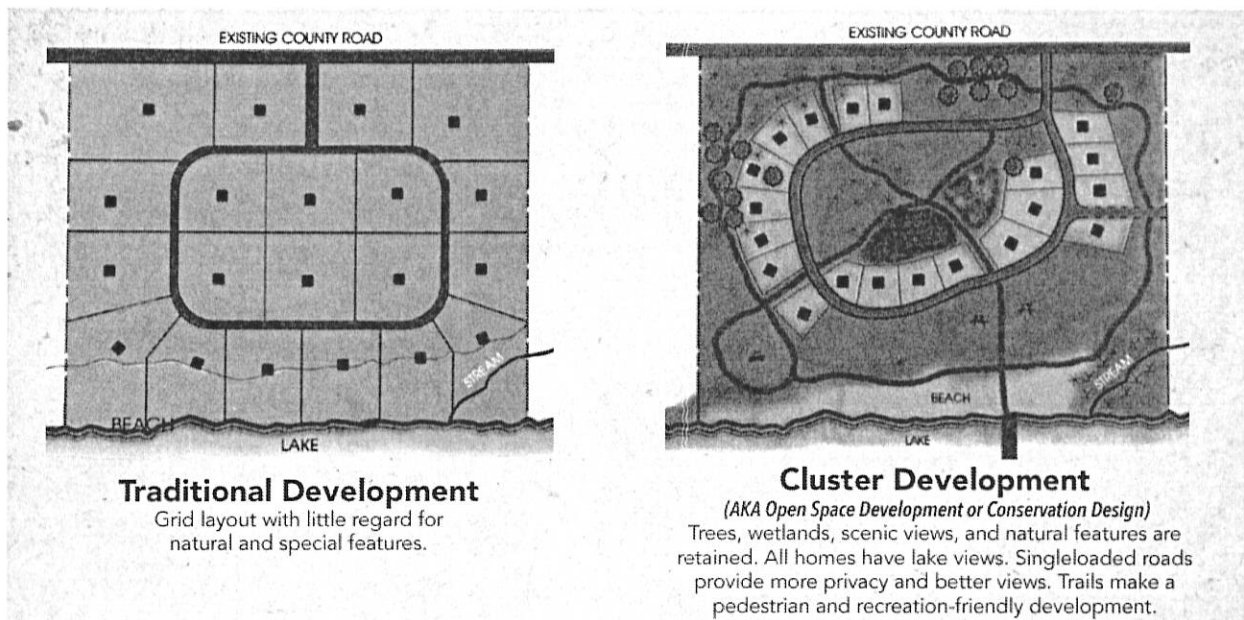 EXISTING COUNTY ROAD
STREAM
BEACH
LAKE
Traditional Development
Grid layout with little regard for
natural and special features.
EXISTING COUNTY ROAD
STREAM
BEACH
LAKE
Cluster Development
(AKA Open Space Development or Conservation Design)
Trees, wetlands, scenic views, and natural features are
retained. All homes have lake views. Singleloaded roads
provide more privacy and better views. Trails make a
pedestrian and recreation-friendly development.